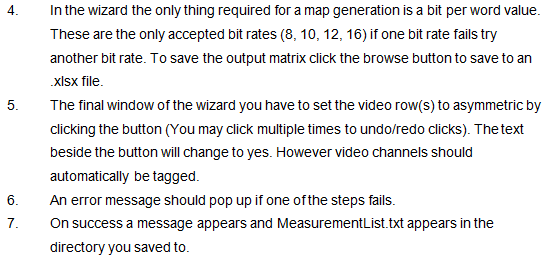 4. In the wizard the only thing required for a map generation is a bit per word value.
These are the only accepted bit rates (8, 10, 12, 16) if one bit rate fails try
another bit rate. To save the output matrix click the browse button to save to an
.xlsx file.
5. The final window of the wizard you have to set the video row(s) to asymmetric by
clicking the button (You may click multiple times to undo/redo clicks). The text
beside the button will change to yes. However video channels should
automatically be tagged.
6. An error message should pop up if one of the steps fails.
7. On success a message appears and MeasurementList.txt appears in the
directory you saved to.